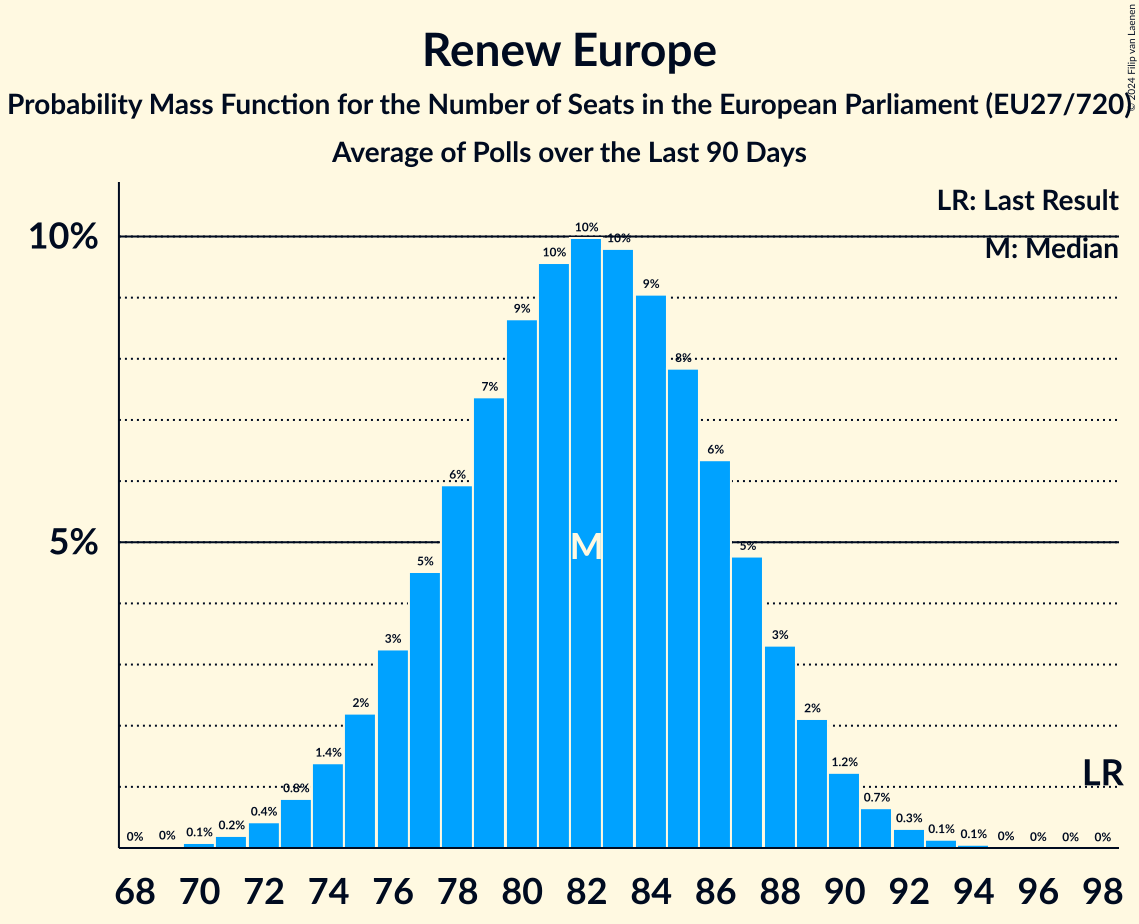 Renew Europe
© 2024 Filip van Laenen
Probability Mass Function for the Number of Seats in the European Parliament (EU27/720)
Average of Polls over the Last 90 Days
LR: Last Result
M: Median
10%
5%
0% 0% 0.1% 0.2% 0.4% 0.8% 1.4% 2% 3% 5% 6% 7% 9% 10% 10% 10% 9% 8% 6% 5% 3% 2% 1.2% 0.7% 0.3% 0.1% 0.1% 0% 0% 0% 0%
M
LR
68 70 72 74 76 78 80 82 84 86 88 90 92 94 96 98